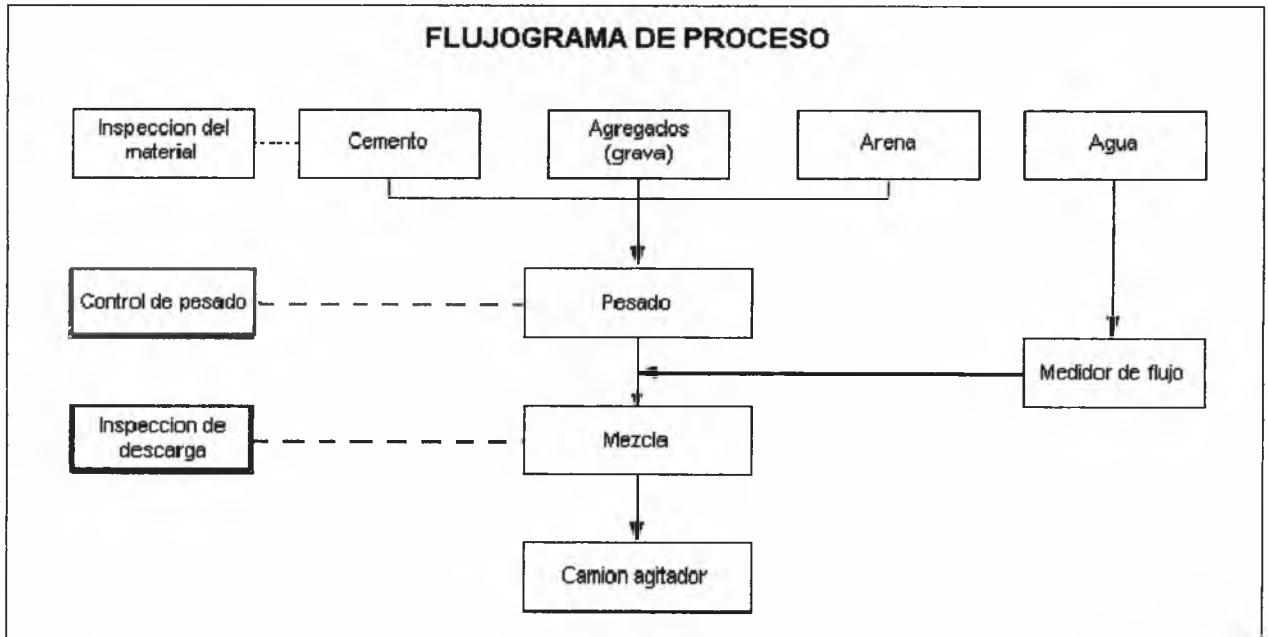 FLUJOGRAMA DE PROCESO
Inspeccion del
material
Cemento
Agregados
(grava)
Arena
Agua
Control de pesado
Pesado
Medidor de flujo
Inspeccion de
descarga
Mezcla
Camion agitador